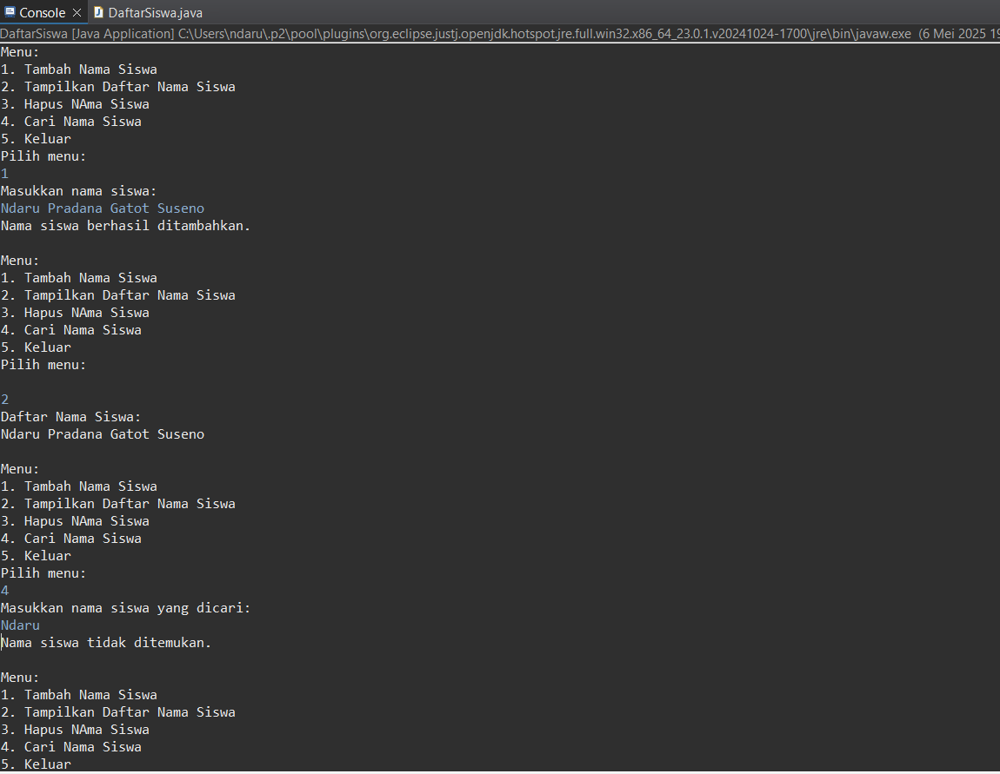 Console DaftarSiswa.java
DaftarSiswa [Java Application] C:\Users\ndaru\.p2\pool\plugins\org.eclipse.justj.openjdk.hotspot.jre.full.win32.x86_64_23.0.1.v20241024-1700\jre\bin\javaw.exe (6 Mei 2025 19
Menu:
1. Tambah Nama Siswa
2. Tampilkan Daftar Nama Siswa
3. Hapus NAma Siswa
4. Cari Nama Siswa
5. Keluar
Pilih menu:
1
Masukkan nama siswa:
Ndaru Pradana Gatot Suseno
Nama siswa berhasil ditambahkan.
Menu:
1. Tambah Nama Siswa
2. Tampilkan Daftar Nama Siswa
3. Hapus NAma Siswa
4. Cari Nama Siswa
5. Keluar
Pilih menu:
2
Daftar Nama Siswa:
Ndaru Pradana Gatot Suseno
Menu:
1. Tambah Nama Siswa
2. Tampilkan Daftar Nama Siswa
3. Hapus NAma Siswa
4. Cari Nama Siswa
5. Keluar
Pilih menu:
4
Masukkan nama siswa yang dicari:
Ndaru
Nama siswa tidak ditemukan.
Menu:
1. Tambah Nama Siswa
2. Tampilkan Daftar Nama Siswa
3. Hapus NAma Siswa
4. Cari Nama Siswa
5. Keluar